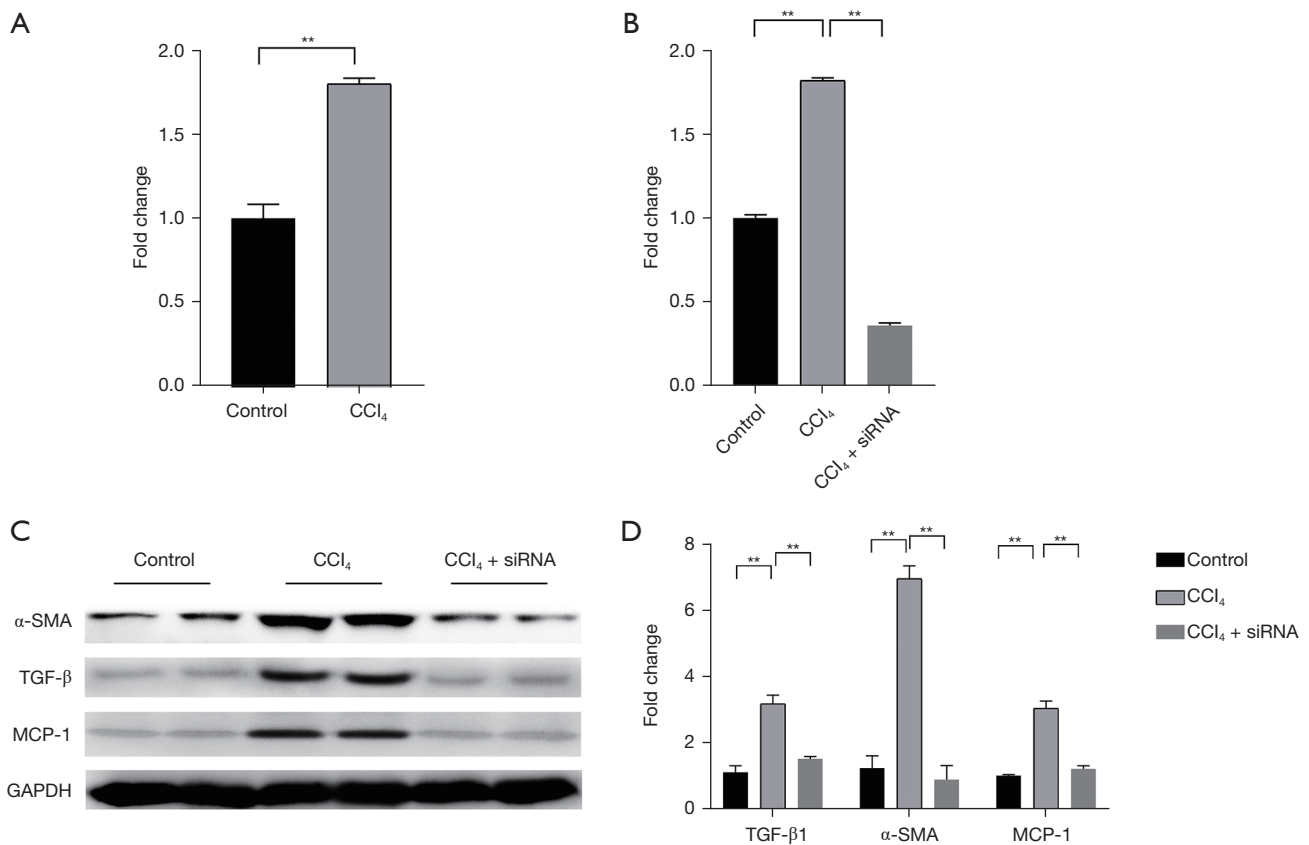 A
**
2.0
1.5
1.0
0.5
0.0
Fold change
Control
CCl₄
B
** **
2.0
1.5
1.0
0.5
0.0
Fold change
Control
CCl₄
CCl₄ + siRNA
C
Control CCl₄ CCl₄ + siRNA
α-SMA
TGF-β
MCP-1
GAPDH
D
** ** ** ** ** **
8
6
4
2
0
Fold change
TGF-β1 α-SMA MCP-1
Control
CCl₄
CCl₄ + siRNA